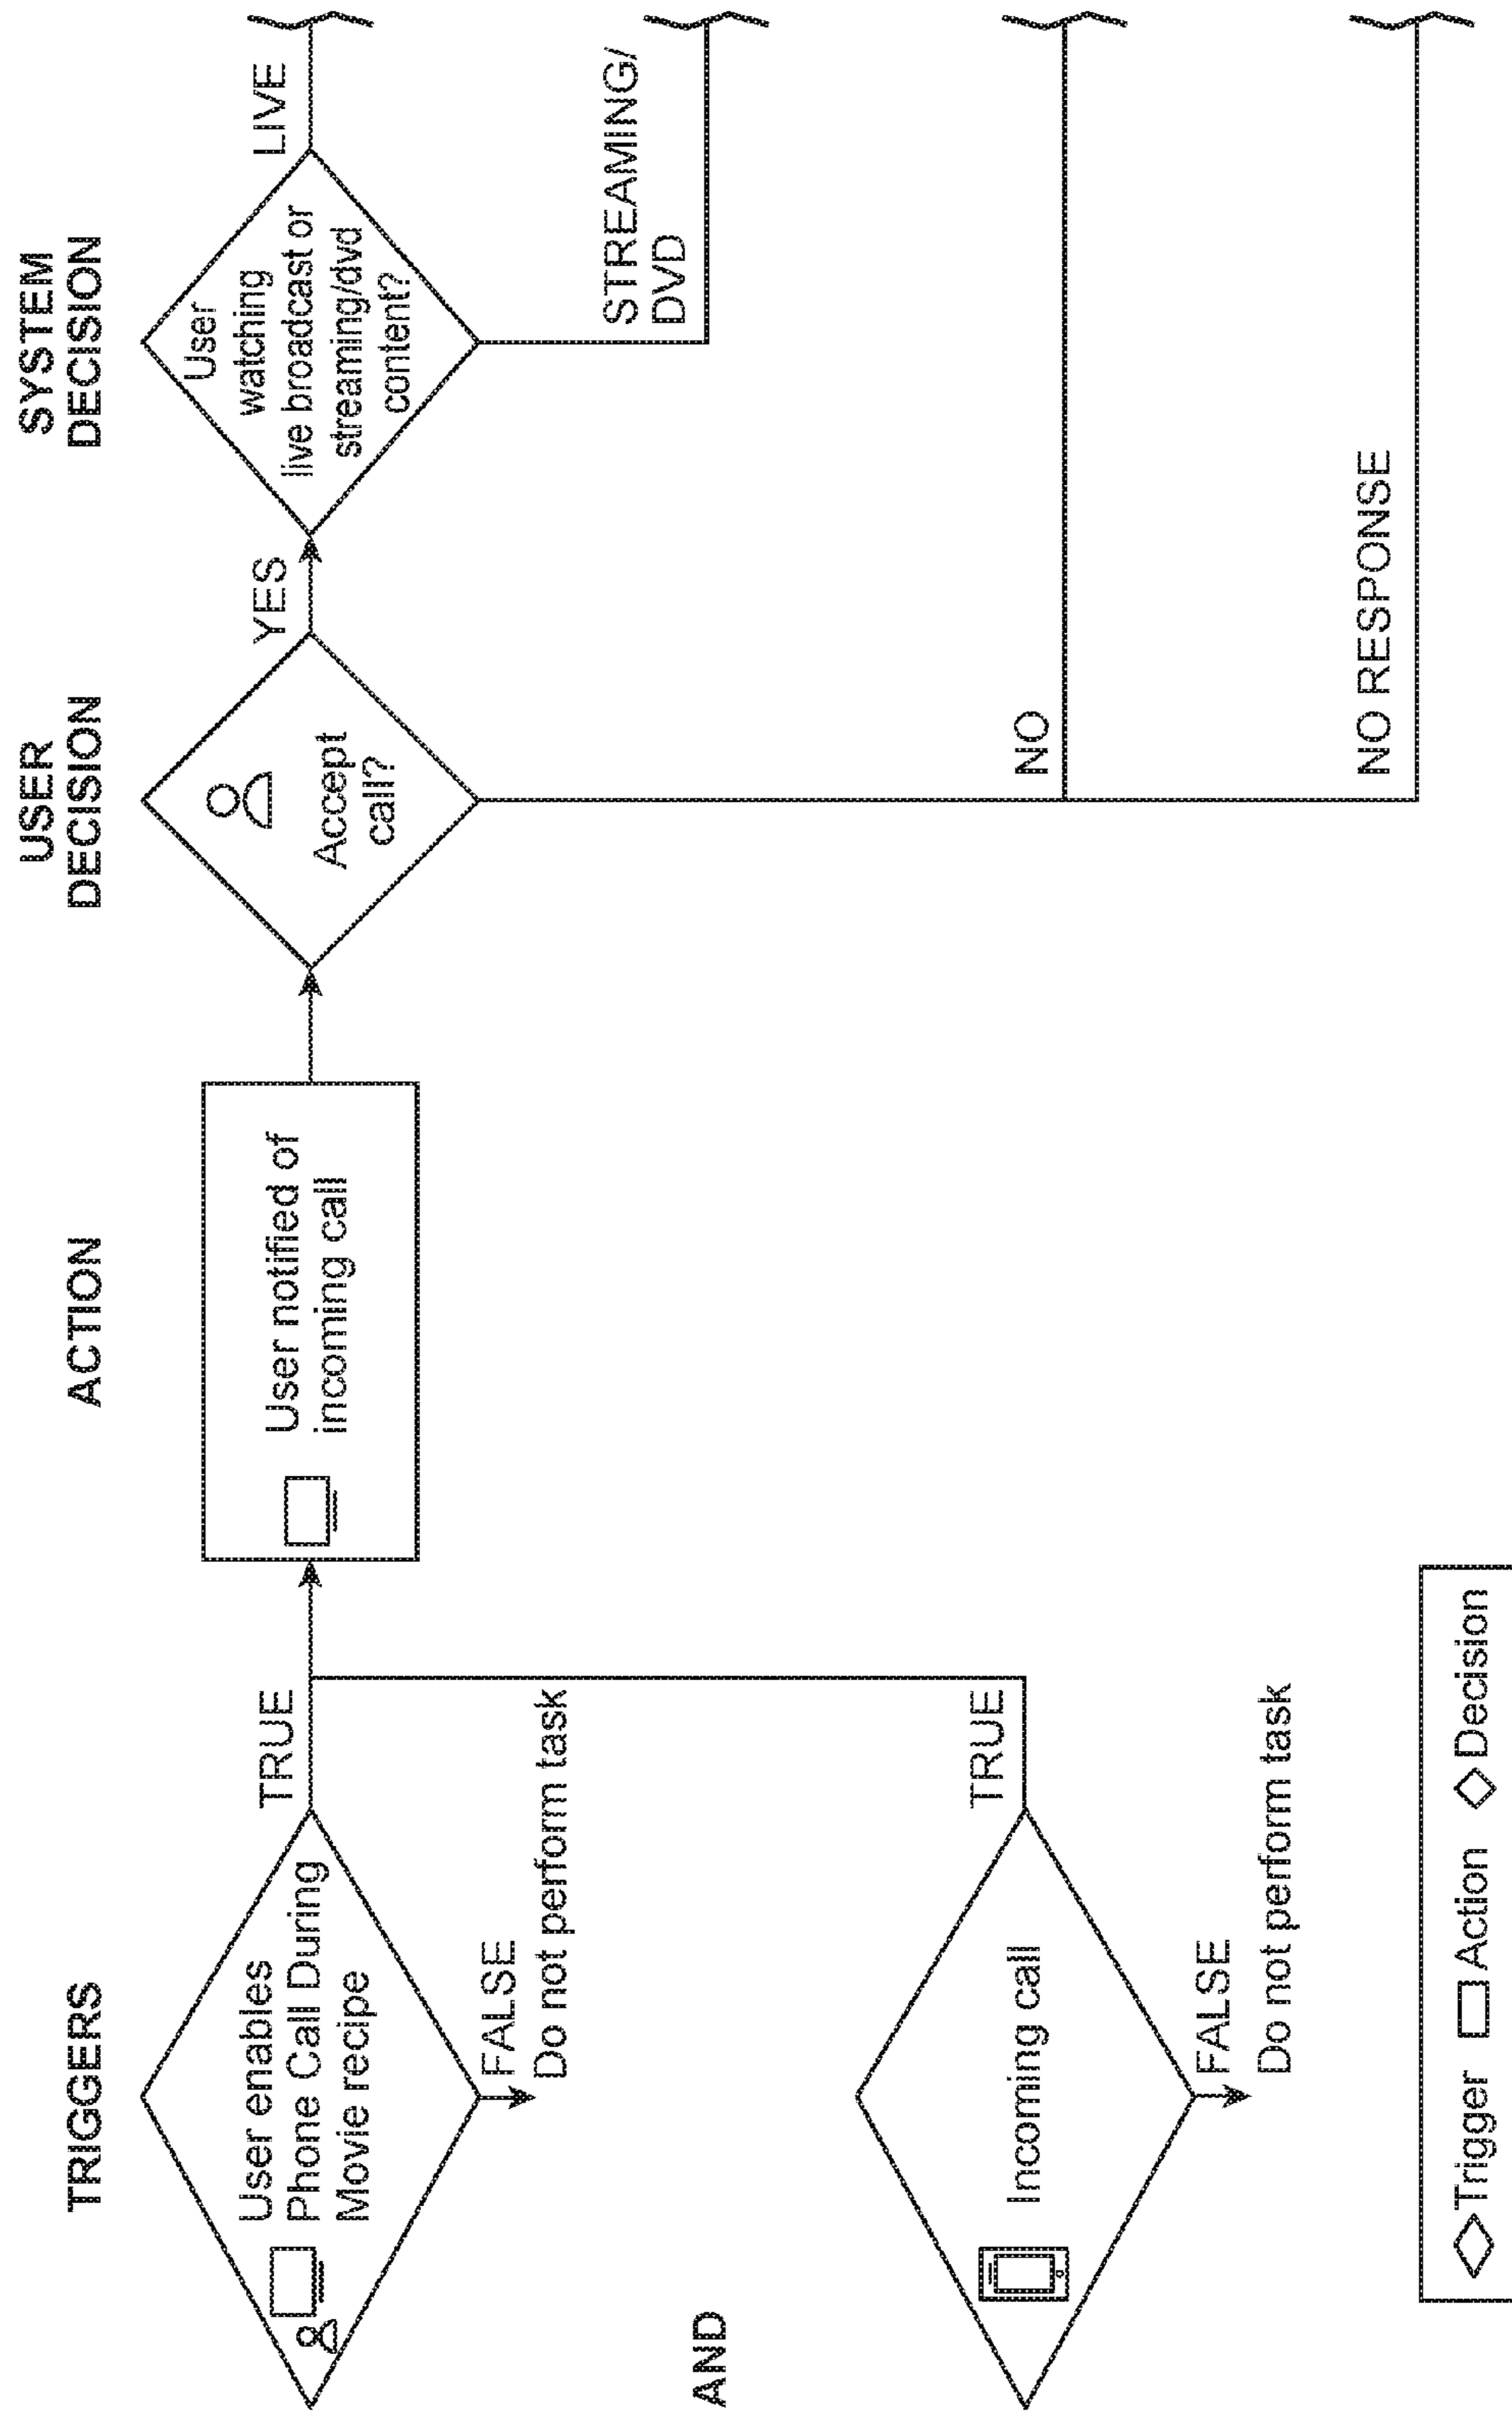 TRIGGERS
User enables
Phone Call During
Movie recipe
TRUE
FALSE
Do not perform task
AND
Incoming call
TRUE
FALSE
Do not perform task
ACTION
User notified of
incoming call
USER
DECISION
Accept
call?
YES
NO
NO RESPONSE
SYSTEM
DECISION
User
watching
live broadcast or
streaming/dvd
content?
LIVE
STREAMING/
DVD
Trigger Action Decision